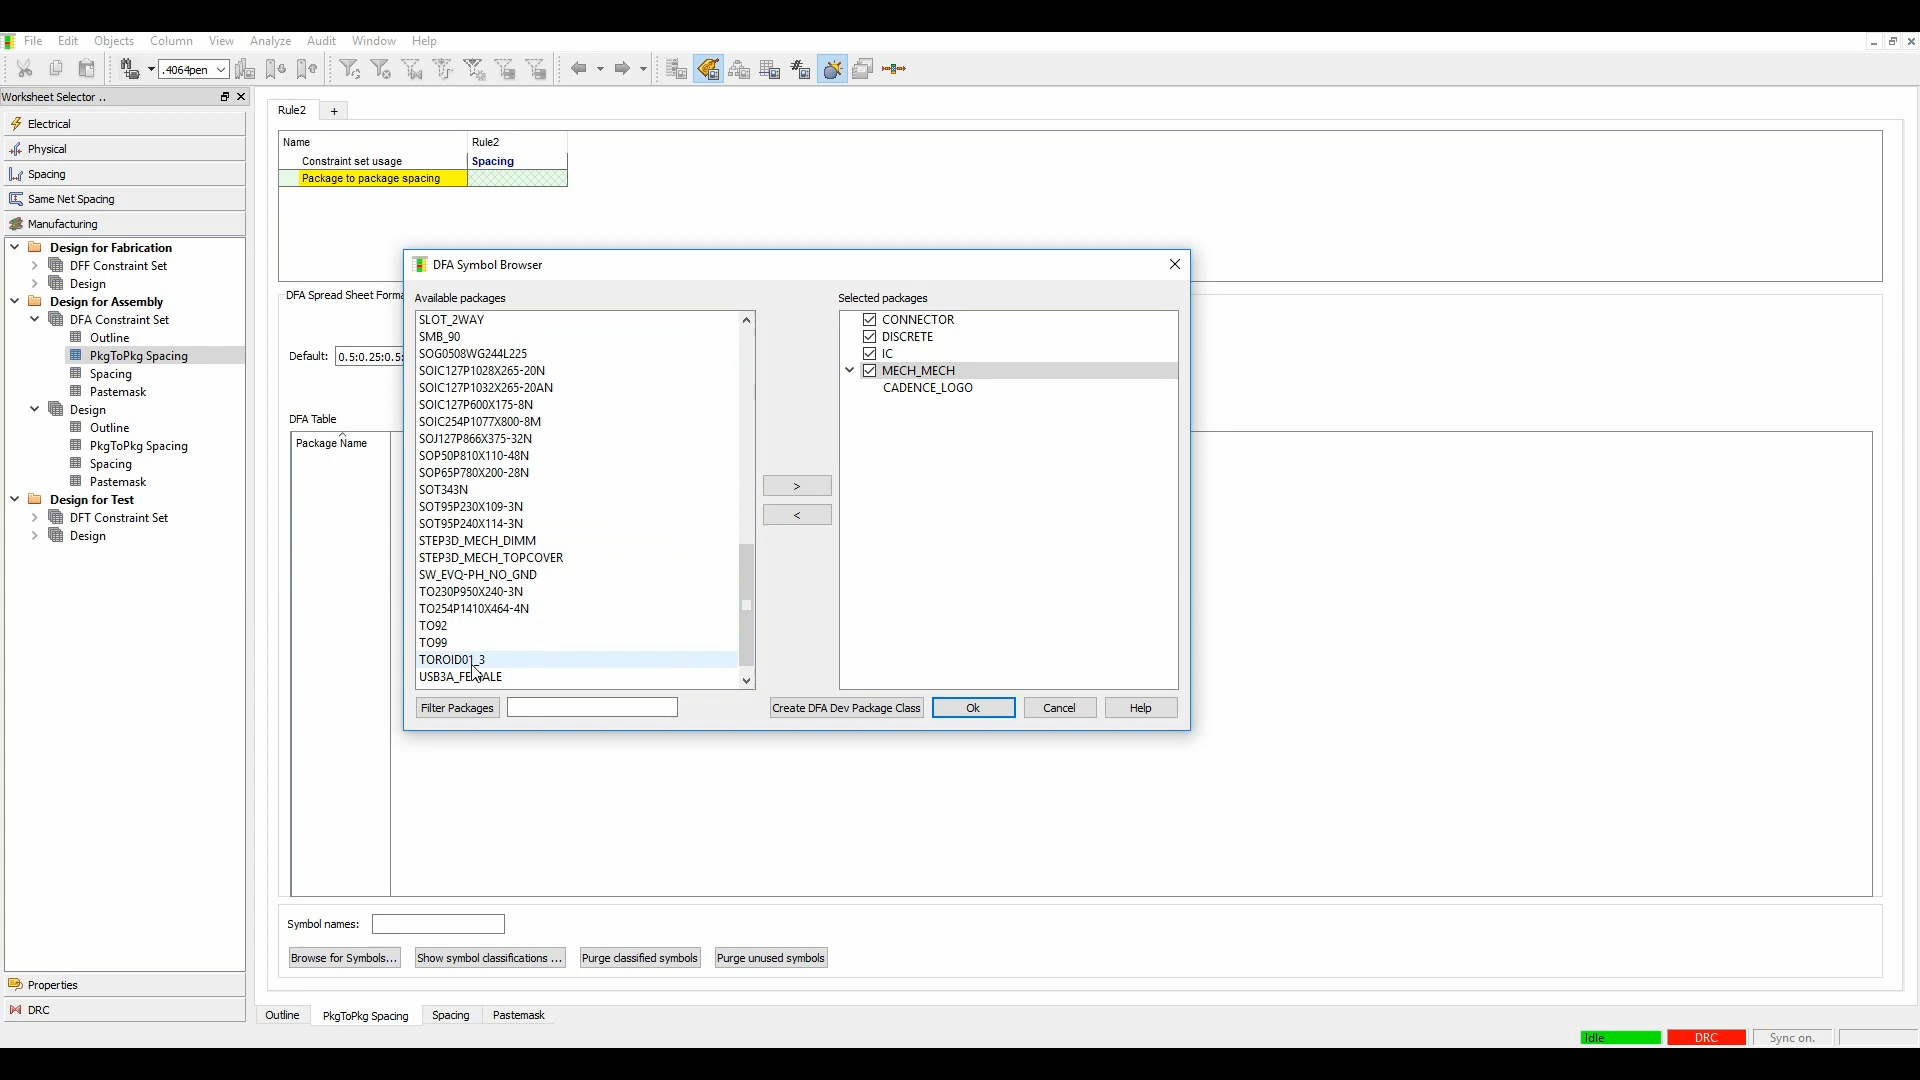 File Edit Objects Column View Analyze Audit Window Help
.4064pen
Worksheet Selector ..
Electrical
Physical
Spacing
Same Net Spacing
Manufacturing
Design for Fabrication
DFF Constraint Set
Design
Design for Assembly
DFA Constraint Set
Outline
PkgToPkg Spacing
Spacing
Pastemask
Design
Outline
PkgToPkg Spacing
Spacing
Pastemask
Design for Test
DFT Constraint Set
Design
Properties
DRC
Rule2 +
Name Rule2
Constraint set usage Spacing
Package to package spacing
DFA Spread Sheet Forma
Default: 0.5:0.25:0.5:
DFA Table
Package Name
DFA Symbol Browser
Available packages
SLOT_2WAY
SMB_90
SOG0508WG244L225
SOIC127P1028X265-20N
SOIC127P1032X265-20AN
SOIC127P600X175-8N
SOIC254P1077X800-8M
SOJ127P866X375-32N
SOP50P810X110-48N
SOP65P780X200-28N
SOT343N
SOT95P230X109-3N
SOT95P240X114-3N
STEP3D_MECH_DIMM
STEP3D_MECH_TOPCOVER
SW_EVQ-PH_NO_GND
TO230P950X240-3N
TO254P1410X464-4N
TO92
TO99
TOROID01_3
USB3A_FEMALE
>
<
Selected packages
CONNECTOR
DISCRETE
IC
MECH_MECH
CADENCE_LOGO
Filter Packages
Create DFA Dev Package Class Ok Cancel Help
Symbol names:
Browse for Symbols... Show symbol classifications ... Purge classified symbols Purge unused symbols
Outline PkgToPkg Spacing Spacing Pastemask
Idle DRC Sync on.